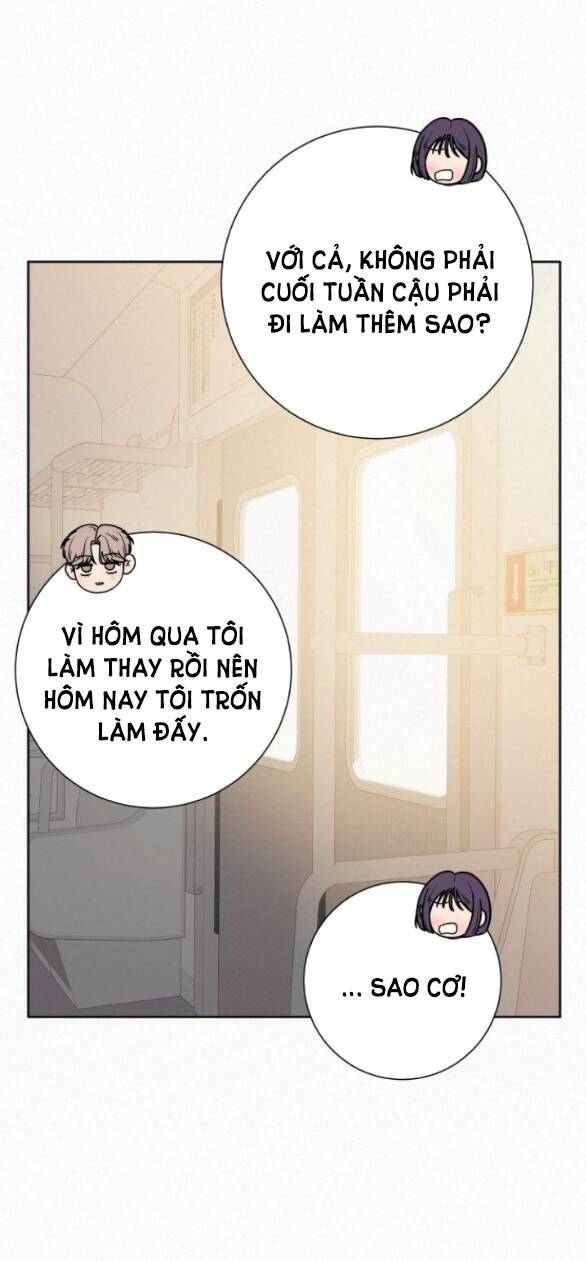 VỚI CẢ, KHÔNG PHẢI
CUỐI TUẦN CẬU PHẢI
ĐI LÀM THÊM SAO?
VÌ HÔM QUA TÔI
LÀM THAY RỒI NÊN
HÔM NAY TÔI TRỐN
LÀM ĐẤY.
... SAO CƠ!